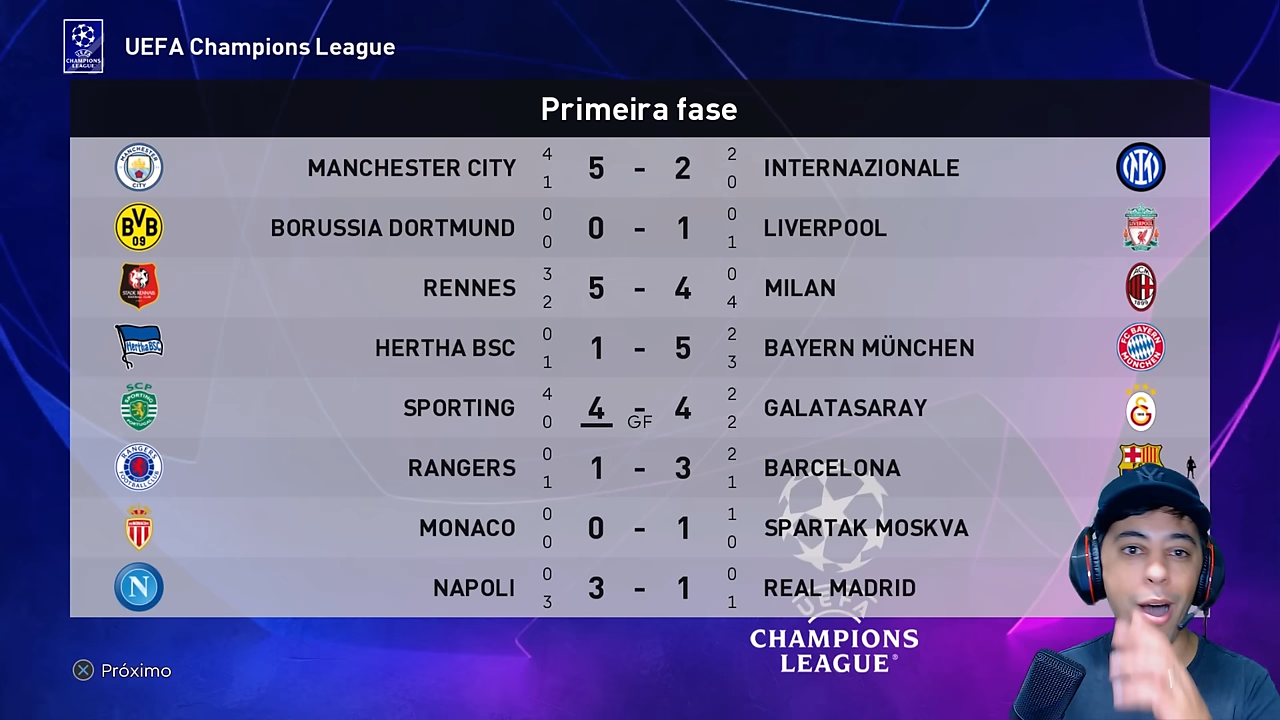 UEFA Champions League
Primeira fase
MANCHESTER CITY 4 1 5 - 2 2 0 INTERNAZIONALE
BORUSSIA DORTMUND 0 0 0 - 1 0 1 LIVERPOOL
RENNES 3 2 5 - 4 0 4 MILAN
HERTHA BSC 0 1 1 - 5 2 3 BAYERN MÜNCHEN
SPORTING 4 0 4 - 4 GF 2 2 GALATASARAY
RANGERS 0 1 1 - 3 2 1 BARCELONA
MONACO 0 0 0 - 1 1 0 SPARTAK MOSKVA
NAPOLI 0 3 3 - 1 0 1 REAL MADRID
UEFA
CHAMPIONS
LEAGUE®
Próximo